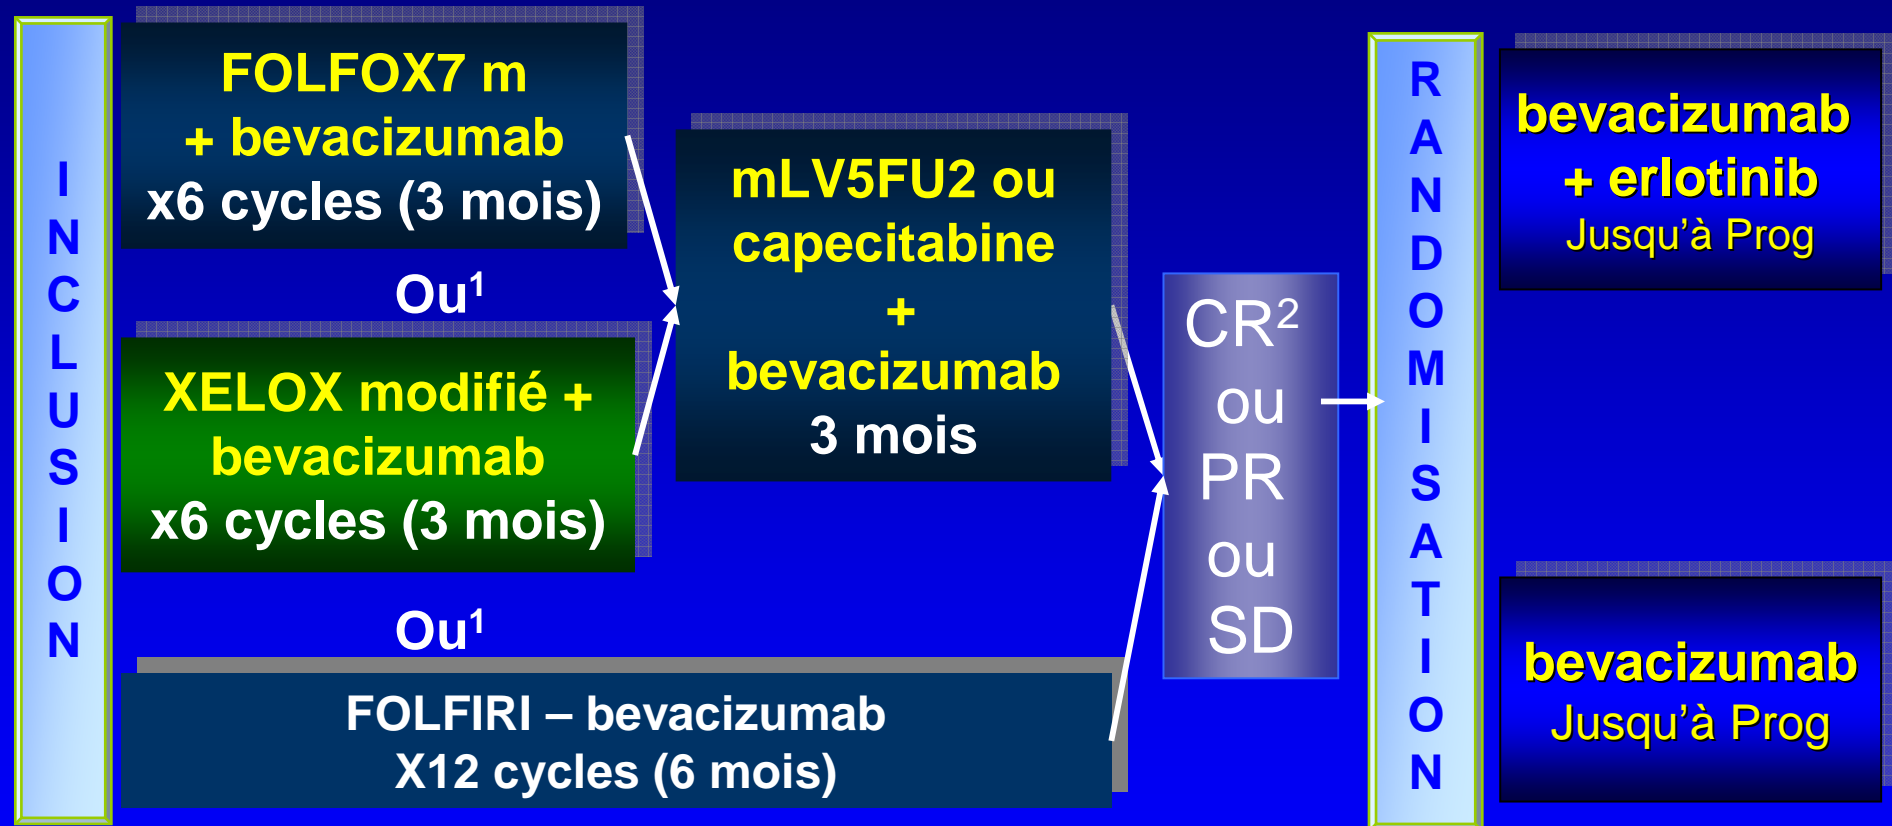 INCLUSION
FOLFOX7 m
+ bevacizumab
x6 cycles (3 mois)
Ou¹
XELOX modifié +
bevacizumab
x6 cycles (3 mois)
Ou¹
FOLFIRI – bevacizumab
X12 cycles (6 mois)
mLV5FU2 ou
capecitabine
+
bevacizumab
3 mois
CR²
ou
PR
ou
SD
RANDOMISATION
bevacizumab
+ erlotinib
Jusqu’à Prog
bevacizumab
Jusqu’à Prog